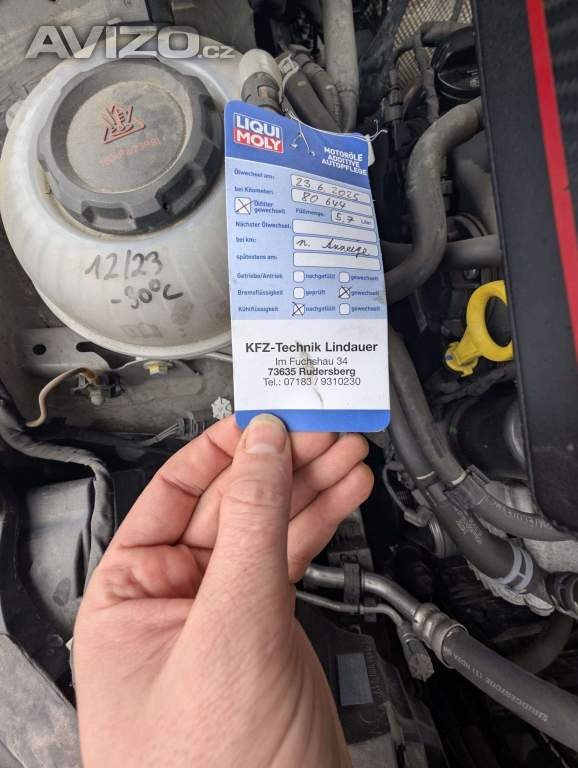 AVÍZO.cz
LIQUI
MOLY
MOTORÖLE
ADDITIVE
AUTOPFLEGE
Ölwechsel am: 23.6.2025
bei Kilometer: 80 644
Ölfilter gewechselt Füllmenge: 5,7 Liter
Nächster Ölwechsel:
bei km: n. Anzeige
spätestens am:
Getriebe/Antrieb nachgefüllt gewechselt
Bremsflüssigkeit geprüft gewechselt
Kühlflüssigkeit nachgefüllt gewechselt
KFZ-Technik Lindauer
Im Fuchshau 34
73635 Rudersberg
Tel.: 07183 / 9310230
12/23
-30°C